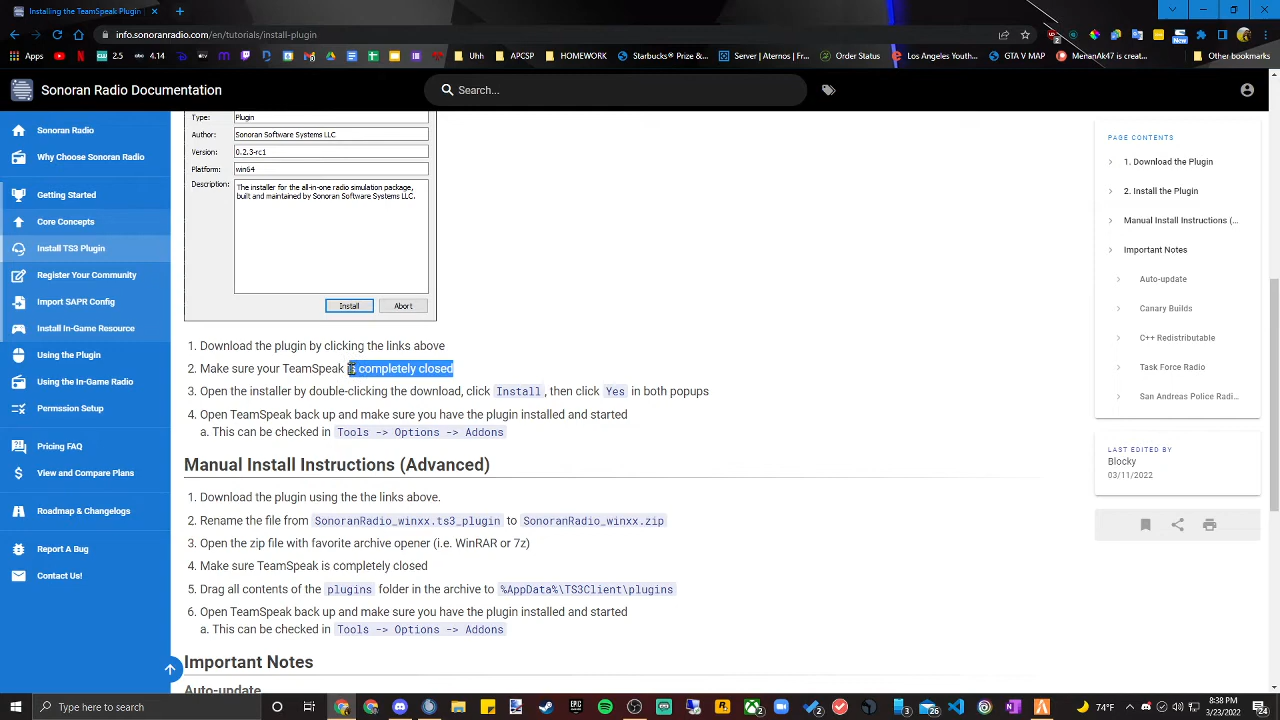 Installing the TeamSpeak Plugin
info.sonoranradio.com/en/tutorials/install-plugin
Apps
2.5
4.14
Uhh
APCSP
HOMEWORK
Starbucks® Prize &...
Server | Aternos | Fr...
Order Status
Los Angeles Youth...
GTA V MAP
MenanAk47 is creat...
Other bookmarks
Sonoran Radio Documentation
Search...
Sonoran Radio
Why Choose Sonoran Radio
Getting Started
Core Concepts
Install TS3 Plugin
Register Your Community
Import SAPR Config
Install In-Game Resource
Using the Plugin
Using the In-Game Radio
Permssion Setup
Pricing FAQ
View and Compare Plans
Roadmap & Changelogs
Report A Bug
Contact Us!
Type: Plugin
Author: Sonoran Software Systems LLC
Version: 0.2.3-rc1
Platform: win64
Description: The installer for the all-in-one radio simulation package,
built and maintained by Sonoran Software Systems LLC.
Install Abort
1. Download the plugin by clicking the links above
2. Make sure your TeamSpeak is completely closed
3. Open the installer by double-clicking the download, click Install, then click Yes in both popups
4. Open TeamSpeak back up and make sure you have the plugin installed and started
a. This can be checked in Tools -> Options -> Addons
Manual Install Instructions (Advanced)
1. Download the plugin using the the links above.
2. Rename the file from SonoranRadio_winxx.ts3_plugin to SonoranRadio_winxx.zip
3. Open the zip file with favorite archive opener (i.e. WinRAR or 7z)
4. Make sure TeamSpeak is completely closed
5. Drag all contents of the plugins folder in the archive to %AppData%\TS3Client\plugins
6. Open TeamSpeak back up and make sure you have the plugin installed and started
a. This can be checked in Tools -> Options -> Addons
Important Notes
Auto-update
PAGE CONTENTS
1. Download the Plugin
2. Install the Plugin
Manual Install Instructions (...
Important Notes
Auto-update
Canary Builds
C++ Redistributable
Task Force Radio
San Andreas Police Radi...
LAST EDITED BY
Blocky
03/11/2022
Type here to search
74°F
8:38 PM
3/23/2022